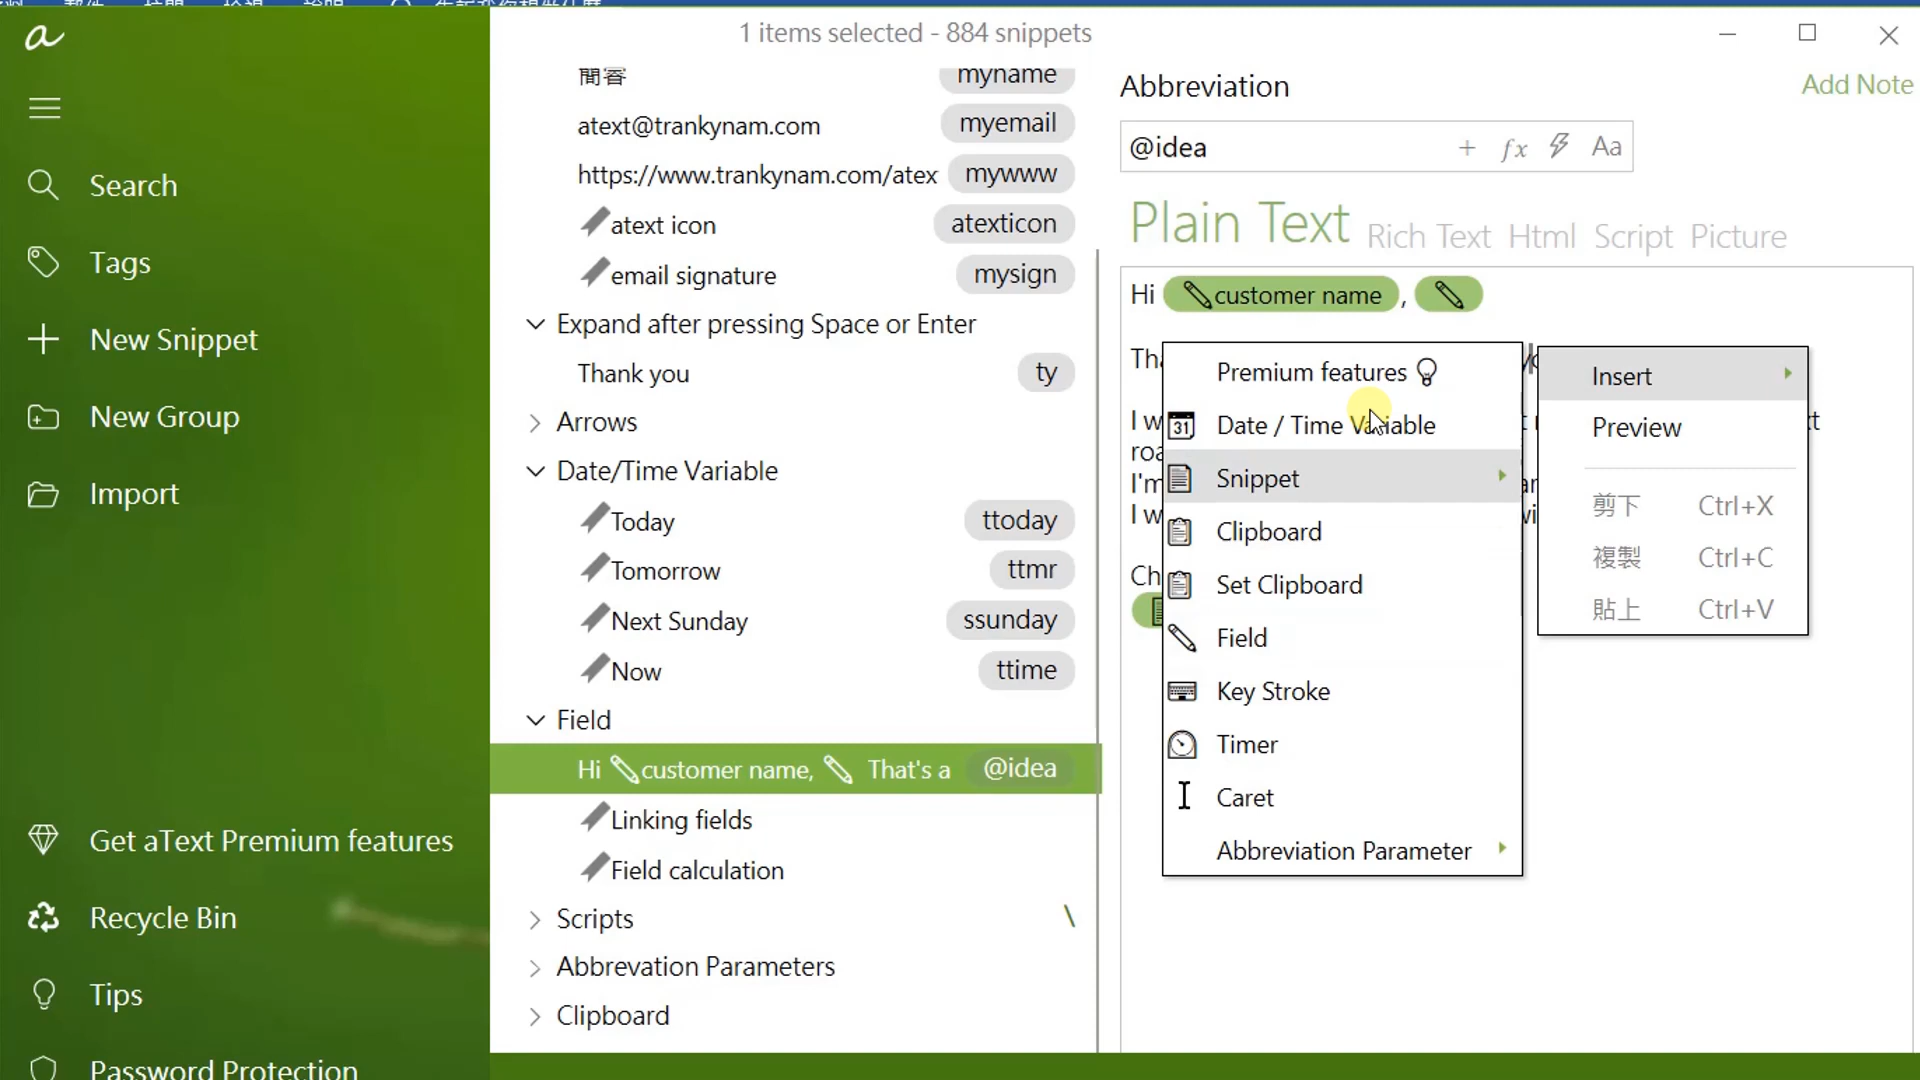 a
1 items selected - 884 snippets
Search
Tags
New Snippet
New Group
Import
Get aText Premium features
Recycle Bin
Tips
Password Protection
簡睿 myname
atext@trankynam.com myemail
https://www.trankynam.com/atex mywww
atext icon atexticon
email signature mysign
Expand after pressing Space or Enter
Thank you ty
Arrows
Date/Time Variable
Today ttoday
Tomorrow ttmr
Next Sunday ssunday
Now ttime
Field
Hi customer name, That's a @idea
Linking fields
Field calculation
Scripts \
Abbrevation Parameters
Clipboard
Abbreviation
Add Note
@idea + fx Aa
Plain Text Rich Text Html Script Picture
Hi customer name ,
Premium features
31 Date / Time Variable
Snippet
Clipboard
Set Clipboard
Field
Key Stroke
Timer
Caret
Abbreviation Parameter
Insert
Preview
剪下 Ctrl+X
複製 Ctrl+C
貼上 Ctrl+V